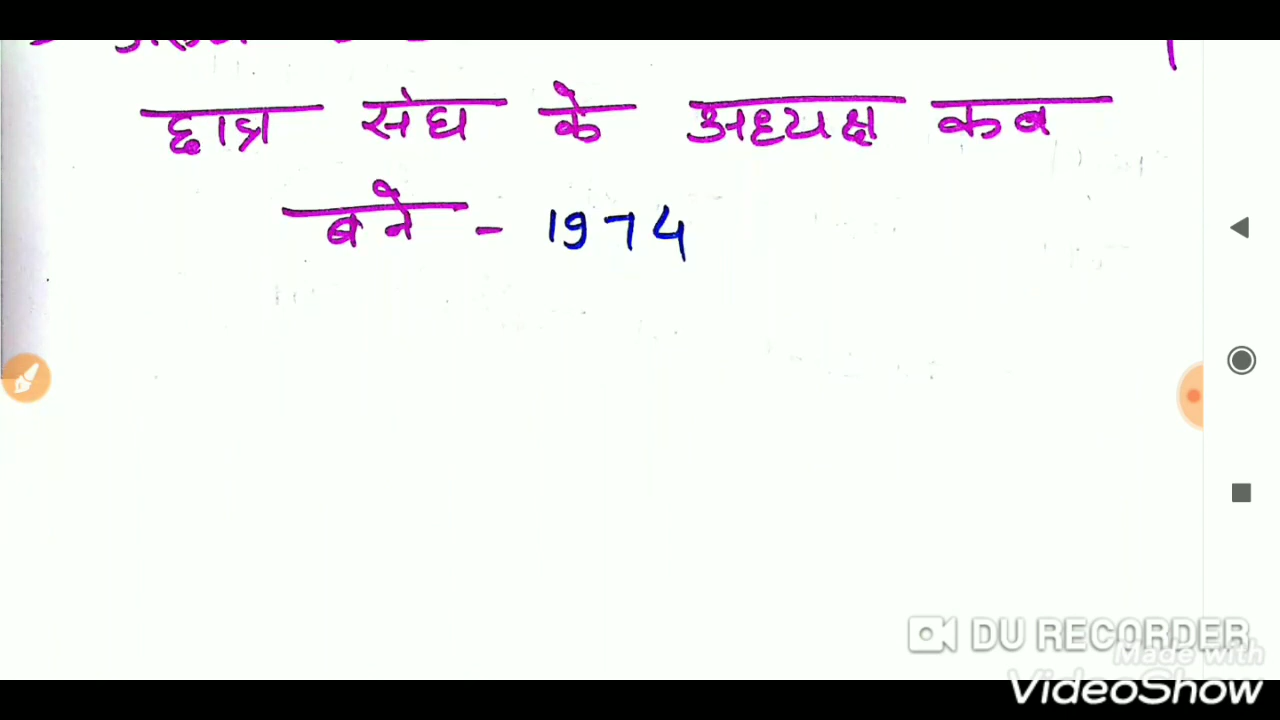 छात्र संघ के अध्यक्ष कब
बने - 1974
DU RECORDER
Made with
VideoShow